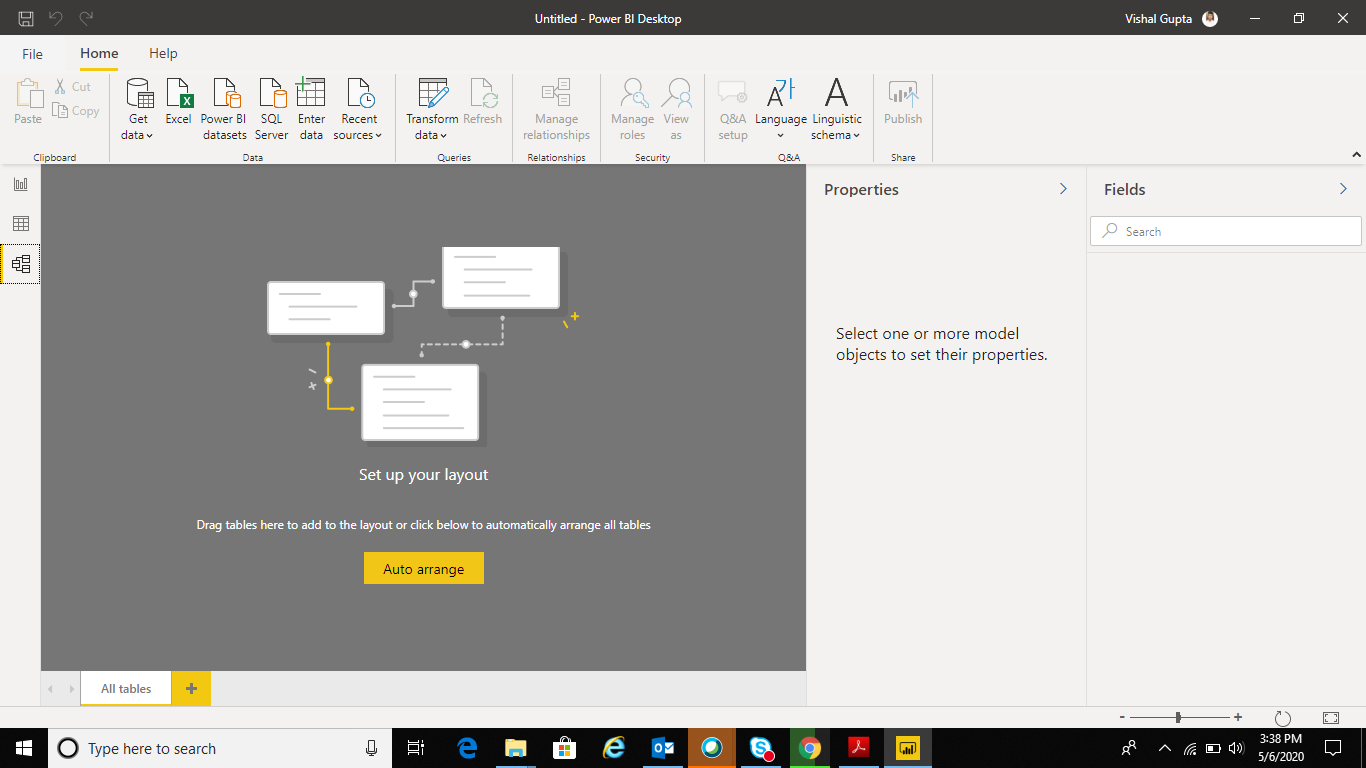 Untitled - Power BI Desktop
Vishal Gupta
File
Home
Help
Paste
Cut
Copy
Clipboard
Get data
Excel
Power BI datasets
SQL Server
Enter data
Recent sources
Data
Transform data
Refresh
Queries
Manage relationships
Relationships
Manage roles
View as
Security
Q&A setup
Language
Linguistic schema
Q&A
Publish
Share
Set up your layout
Drag tables here to add to the layout or click below to automatically arrange all tables
Auto arrange
Properties
Select one or more model
objects to set their properties.
Fields
Search
All tables
Type here to search
3:38 PM
5/6/2020